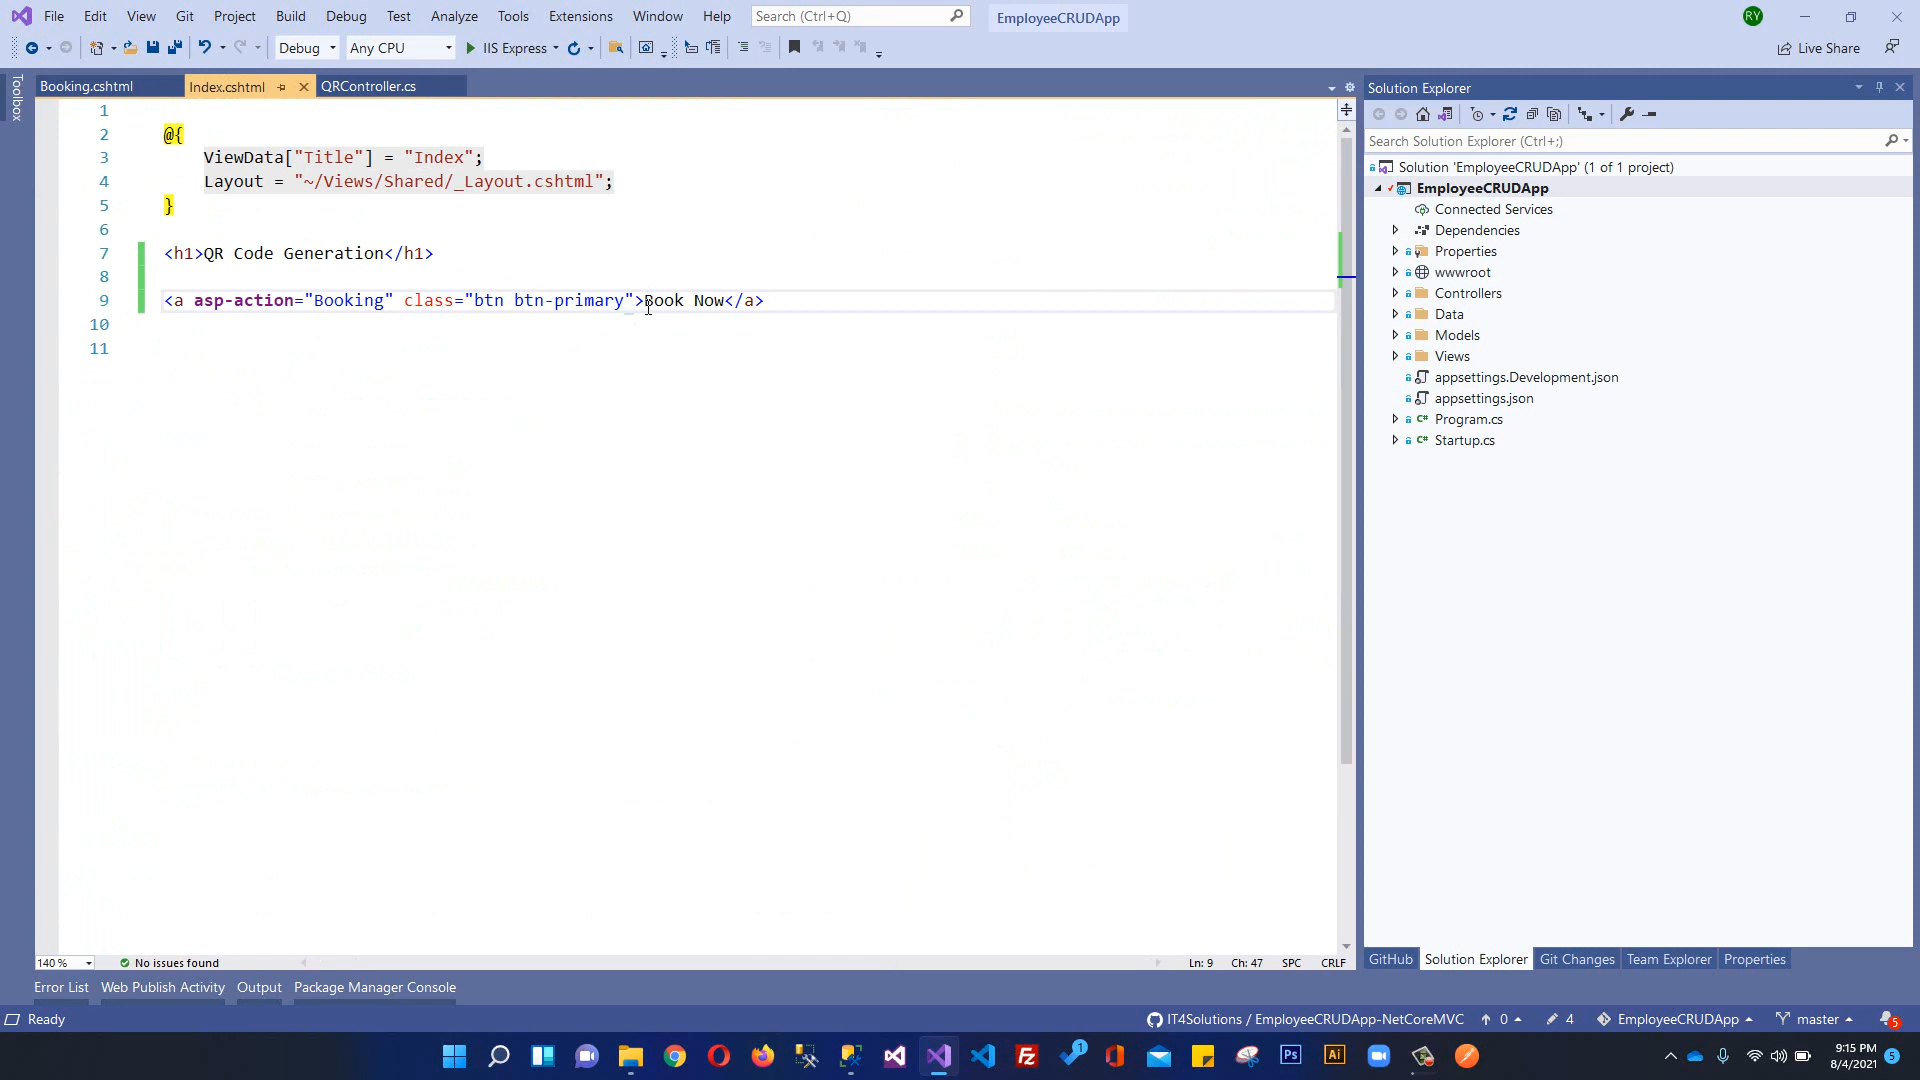 File Edit View Git Project Build Debug Test Analyze Tools Extensions Window Help Search (Ctrl+Q) EmployeeCRUDApp RY
Debug Any CPU IIS Express Live Share
Toolbox
Booking.cshtml Index.cshtml QRController.cs
1
2 @{
3 ViewData["Title"] = "Index";
4 Layout = "~/Views/Shared/_Layout.cshtml";
5 }
6
7 <h1>QR Code Generation</h1>
8
9 <a asp-action="Booking" class="btn btn-primary">Book Now</a>
10
11
140 % No issues found Ln: 9 Ch: 47 SPC CRLF
Solution Explorer
Search Solution Explorer (Ctrl+;)
Solution 'EmployeeCRUDApp' (1 of 1 project)
EmployeeCRUDApp
Connected Services
Dependencies
Properties
wwwroot
Controllers
Data
Models
Views
appsettings.Development.json
appsettings.json
C# Program.cs
C# Startup.cs
GitHub Solution Explorer Git Changes Team Explorer Properties
Error List Web Publish Activity Output Package Manager Console
Ready IT4Solutions / EmployeeCRUDApp-NetCoreMVC 0 4 EmployeeCRUDApp master 5
Fz 1 Ps Ai 9:15 PM 5
8/4/2021